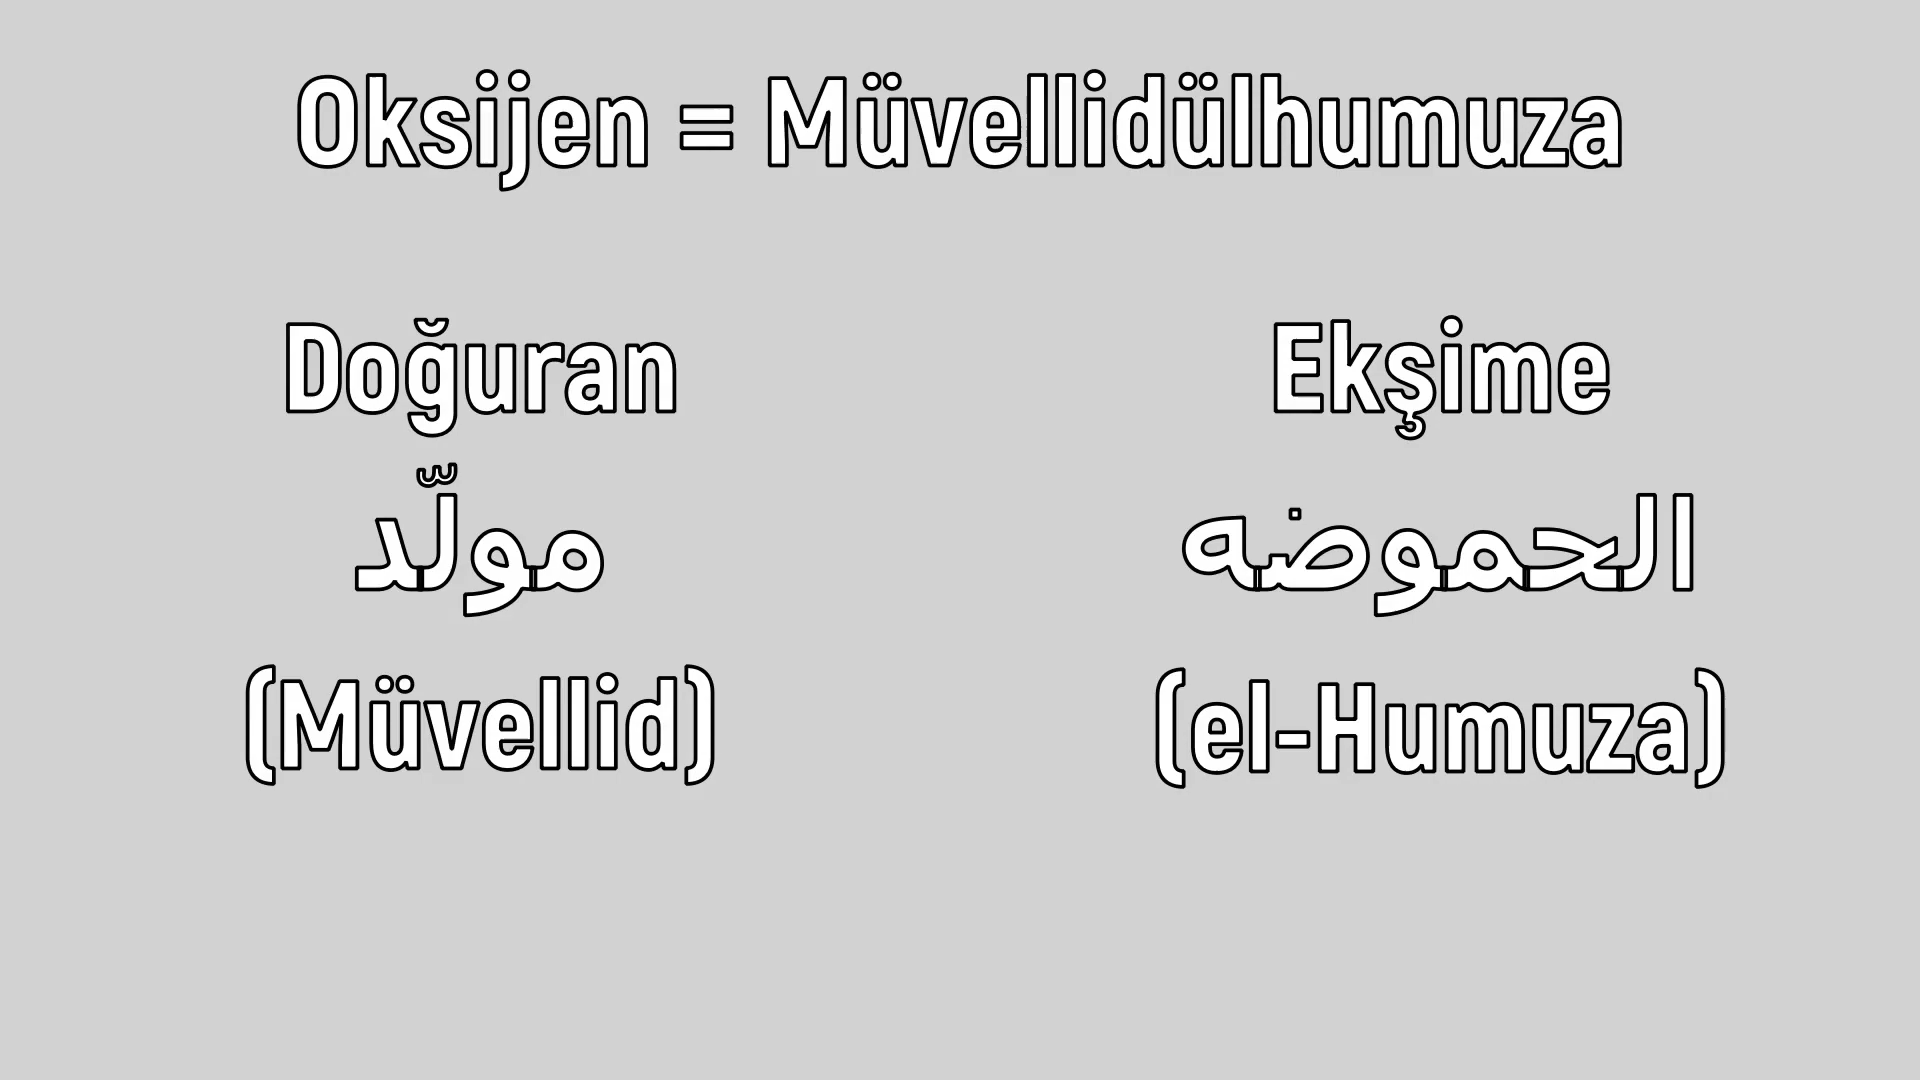 Oksijen = Müvellidülhumuza
Doğuran
مولّد
(Müvellid)
Ekşime
الحموضه
(el-Humuza)